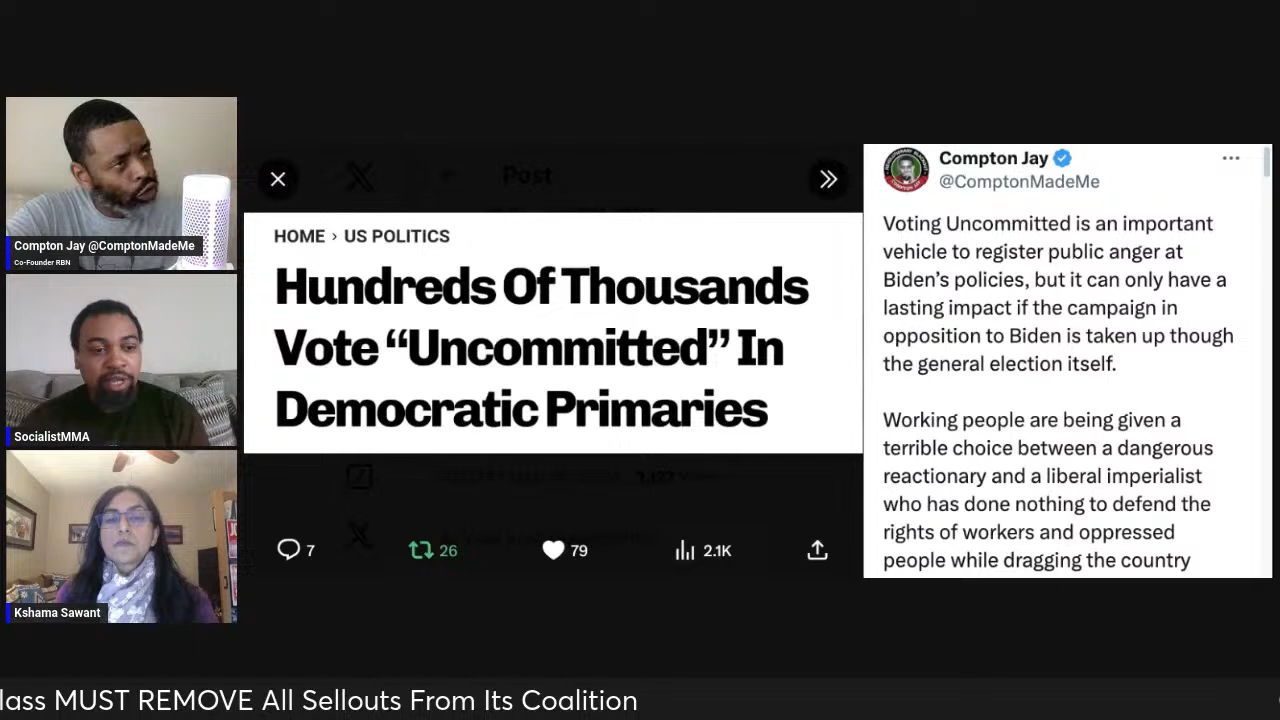 Compton Jay @ComptonMadeMe
Co-Founder RBN
SocialistMMA
Kshama Sawant
Post
HOME › US POLITICS
Hundreds Of Thousands
Vote “Uncommitted” In
Democratic Primaries
7
26
79
2.1K
Compton Jay
@ComptonMadeMe
Voting Uncommitted is an important
vehicle to register public anger at
Biden’s policies, but it can only have a
lasting impact if the campaign in
opposition to Biden is taken up though
the general election itself.
Working people are being given a
terrible choice between a dangerous
reactionary and a liberal imperialist
who has done nothing to defend the
rights of workers and oppressed
people while dragging the country
lass MUST REMOVE All Sellouts From Its Coalition